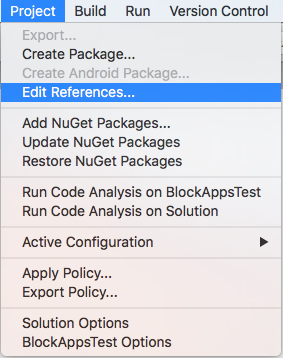 Project Build Run Version Control
Export...
Create Package...
Create Android Package...
Edit References...
Add NuGet Packages...
Update NuGet Packages
Restore NuGet Packages
Run Code Analysis on BlockAppsTest
Run Code Analysis on Solution
Active Configuration
Apply Policy...
Export Policy...
Solution Options
BlockAppsTest Options